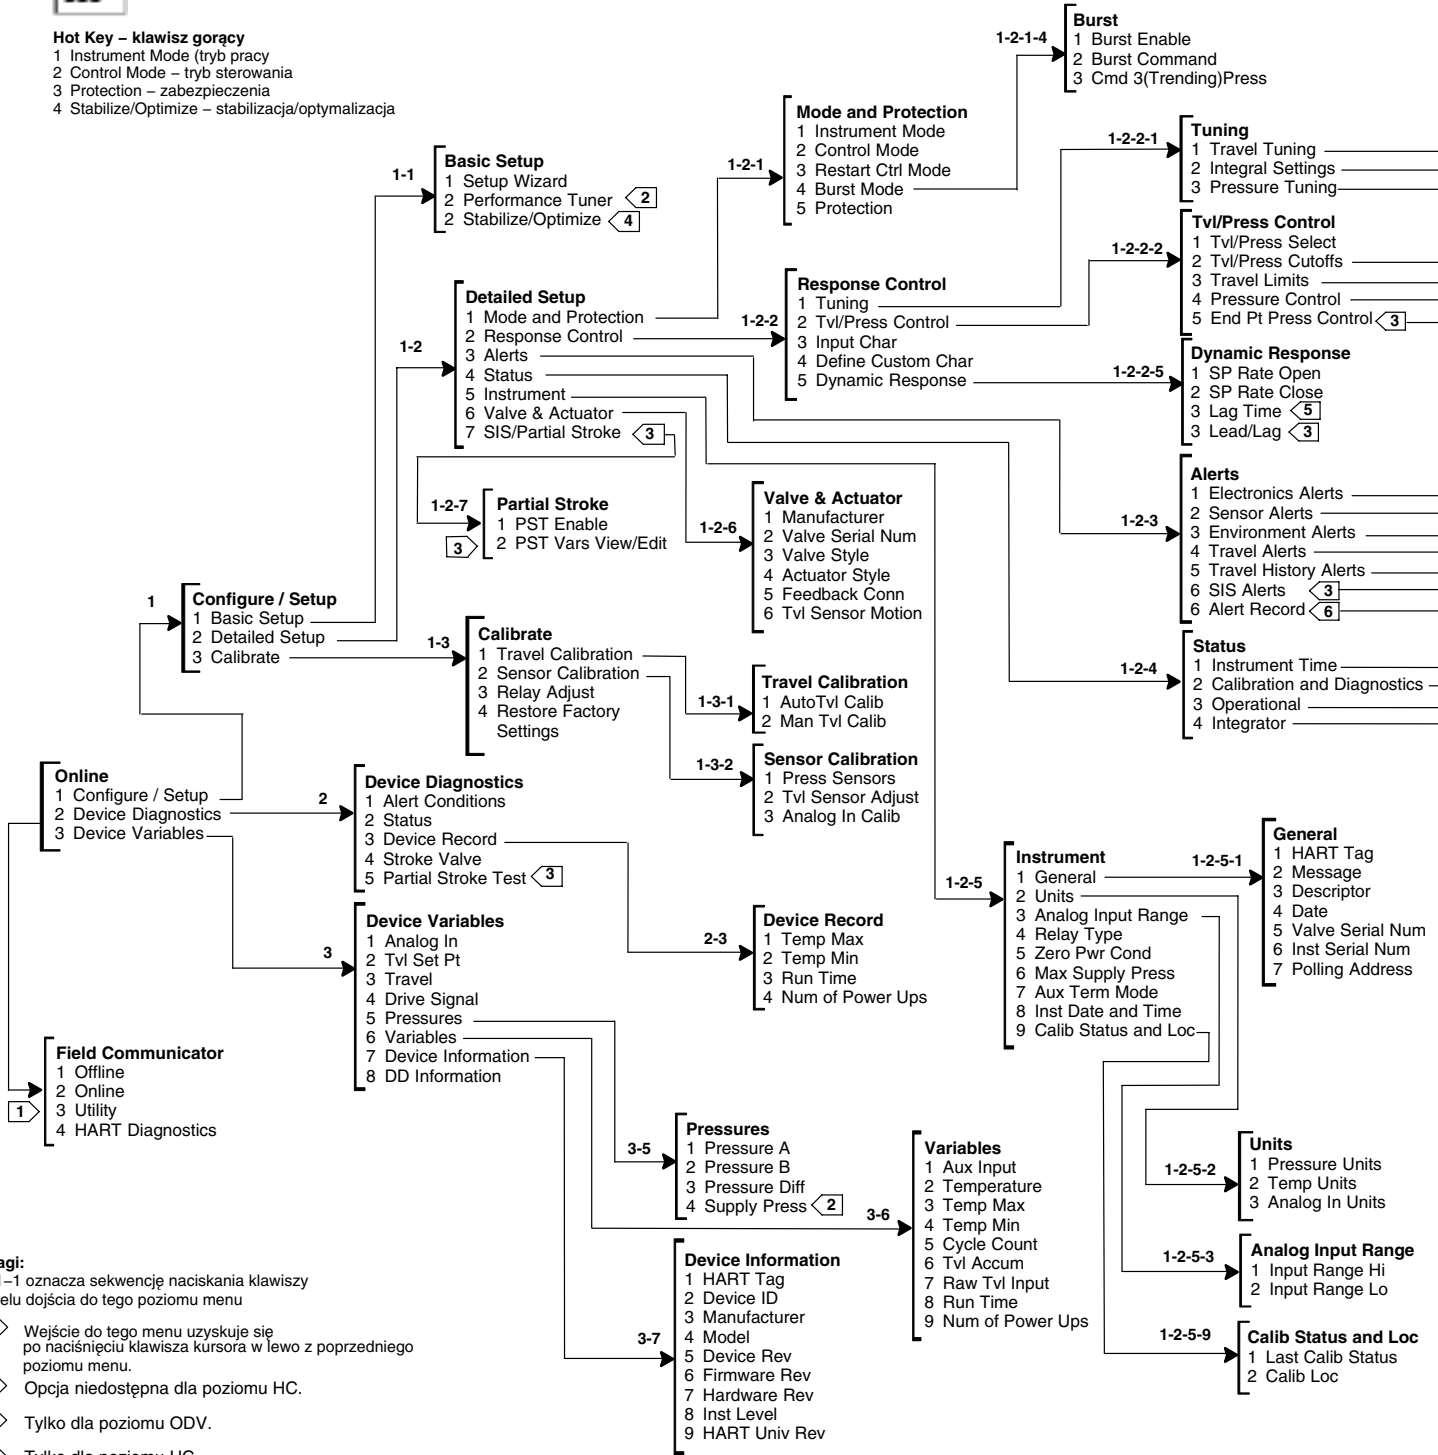 Hot Key – klawisz gorący
1 Instrument Mode (tryb pracy
2 Control Mode – tryb sterowania
3 Protection – zabezpieczenia
4 Stabilize/Optimize – stabilizacja/optymalizacja
1-1
Basic Setup
1 Setup Wizard
2 Performance Tuner 2
2 Stabilize/Optimize 4
1-2
Detailed Setup
1 Mode and Protection
2 Response Control
3 Alerts
4 Status
5 Instrument
6 Valve & Actuator
7 SIS/Partial Stroke 3
1-2-7
Partial Stroke
1 PST Enable
2 PST Vars View/Edit
3
1-2-1
Mode and Protection
1 Instrument Mode
2 Control Mode
3 Restart Ctrl Mode
4 Burst Mode
5 Protection
1-2-1-4
Burst
1 Burst Enable
2 Burst Command
3 Cmd 3(Trending)Press
1-2-2
Response Control
1 Tuning
2 Tvl/Press Control
3 Input Char
4 Define Custom Char
5 Dynamic Response
1-2-2-1
Tuning
1 Travel Tuning
2 Integral Settings
3 Pressure Tuning
1-2-2-2
Tvl/Press Control
1 Tvl/Press Select
2 Tvl/Press Cutoffs
3 Travel Limits
4 Pressure Control
5 End Pt Press Control 3
1-2-2-5
Dynamic Response
1 SP Rate Open
2 SP Rate Close
3 Lag Time 5
3 Lead/Lag 3
1-2-3
Alerts
1 Electronics Alerts
2 Sensor Alerts
3 Environment Alerts
4 Travel Alerts
5 Travel History Alerts
6 SIS Alerts 3
6 Alert Record 6
1-2-4
Status
1 Instrument Time
2 Calibration and Diagnostics
3 Operational
4 Integrator
1-2-6
Valve & Actuator
1 Manufacturer
2 Valve Serial Num
3 Valve Style
4 Actuator Style
5 Feedback Conn
6 Tvl Sensor Motion
1
Configure / Setup
1 Basic Setup
2 Detailed Setup
3 Calibrate
1-3
Calibrate
1 Travel Calibration
2 Sensor Calibration
3 Relay Adjust
4 Restore Factory
Settings
1-3-1
Travel Calibration
1 AutoTvl Calib
2 Man Tvl Calib
1-3-2
Sensor Calibration
1 Press Sensors
2 Tvl Sensor Adjust
3 Analog In Calib
Online
1 Configure / Setup
2 Device Diagnostics
3 Device Variables
2
Device Diagnostics
1 Alert Conditions
2 Status
3 Device Record
4 Stroke Valve
5 Partial Stroke Test 3
2-3
Device Record
1 Temp Max
2 Temp Min
3 Run Time
4 Num of Power Ups
3
Device Variables
1 Analog In
2 Tvl Set Pt
3 Travel
4 Drive Signal
5 Pressures
6 Variables
7 Device Information
8 DD Information
1-2-5
Instrument
1 General
2 Units
3 Analog Input Range
4 Relay Type
5 Zero Pwr Cond
6 Max Supply Press
7 Aux Term Mode
8 Inst Date and Time
9 Calib Status and Loc
1-2-5-1
General
1 HART Tag
2 Message
3 Descriptor
4 Date
5 Valve Serial Num
6 Inst Serial Num
7 Polling Address
Field Communicator
1 Offline
2 Online
3 Utility
4 HART Diagnostics
1
3-5
Pressures
1 Pressure A
2 Pressure B
3 Pressure Diff
4 Supply Press 2
3-6
Variables
1 Aux Input
2 Temperature
3 Temp Max
4 Temp Min
5 Cycle Count
6 Tvl Accum
7 Raw Tvl Input
8 Run Time
9 Num of Power Ups
3-7
Device Information
1 HART Tag
2 Device ID
3 Manufacturer
4 Model
5 Device Rev
6 Firmware Rev
7 Hardware Rev
8 Inst Level
9 HART Univ Rev
1-2-5-2
Units
1 Pressure Units
2 Temp Units
3 Analog In Units
1-2-5-3
Analog Input Range
1 Input Range Hi
2 Input Range Lo
1-2-5-9
Calib Status and Loc
1 Last Calib Status
2 Calib Loc
agi:
–1 oznacza sekwencję naciskania klawiszy
elu dojścia do tego poziomu menu
Wejście do tego menu uzyskuje się
po naciśnięciu klawisza kursora w lewo z poprzedniego
poziomu menu.
Opcja niedostępna dla poziomu HC.
Tylko dla poziomu ODV.
Tylko dla poziomu HC